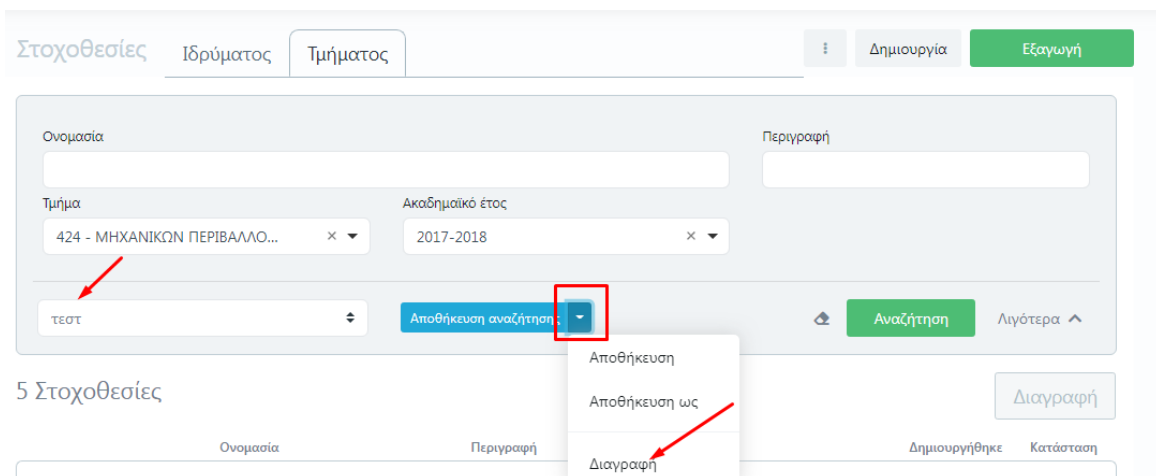 Στοχοθεσίες Ιδρύματος Τμήματος ⋮ Δημιουργία Εξαγωγή
Ονομασία Περιγραφή
Τμήμα Ακαδημαϊκό έτος
424 - ΜΗΧΑΝΙΚΩΝ ΠΕΡΙΒΑΛΛΟ... × 2017-2018 ×
τεστ Αποθήκευση αναζήτησης Αναζήτηση Λιγότερα
Αποθήκευση
5 Στοχοθεσίες Αποθήκευση ως Διαγραφή
Ονομασία Περιγραφή Δημιουργήθηκε Κατάσταση
Διαγραφή